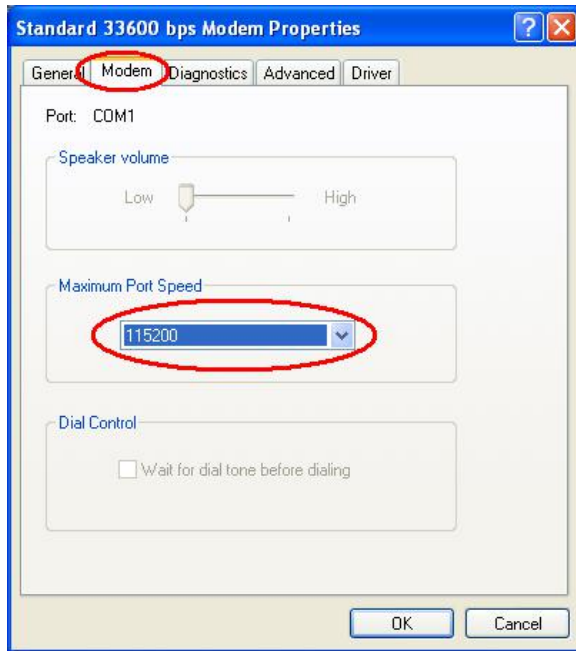 Standard 33600 bps Modem Properties
General Modem Diagnostics Advanced Driver
Port: COM1
Speaker volume
Low High
Maximum Port Speed
115200
Dial Control
Wait for dial tone before dialing
OK Cancel